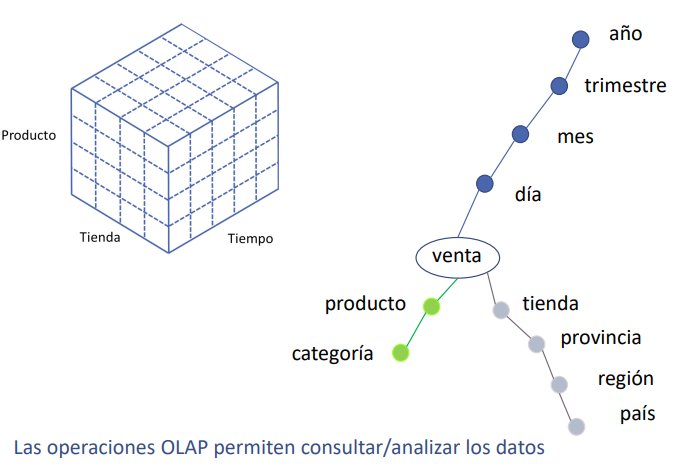 Producto
Tienda
Tiempo
año
trimestre
mes
día
venta
producto
categoría
tienda
provincia
región
país
Las operaciones OLAP permiten consultar/analizar los datos